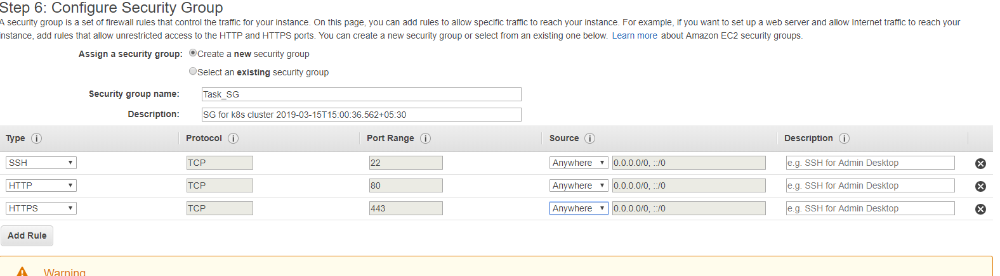 Step 6: Configure Security Group
A security group is a set of firewall rules that control the traffic for your instance. On this page, you can add rules to allow specific traffic to reach your instance. For example, if you want to set up a web server and allow Internet traffic to reach your
instance, add rules that allow unrestricted access to the HTTP and HTTPS ports. You can create a new security group or select from an existing one below. Learn more about Amazon EC2 security groups.
Assign a security group: Create a new security group
Select an existing security group
Security group name: Task_SG
Description: SG for k8s cluster 2019-03-15T15:00:36.562+05:30
Type i Protocol i Port Range i Source i Description i
SSH TCP 22 Anywhere 0.0.0.0/0, ::/0 e.g. SSH for Admin Desktop
HTTP TCP 80 Anywhere 0.0.0.0/0, ::/0 e.g. SSH for Admin Desktop
HTTPS TCP 443 Anywhere 0.0.0.0/0, ::/0 e.g. SSH for Admin Desktop
Add Rule
Warning